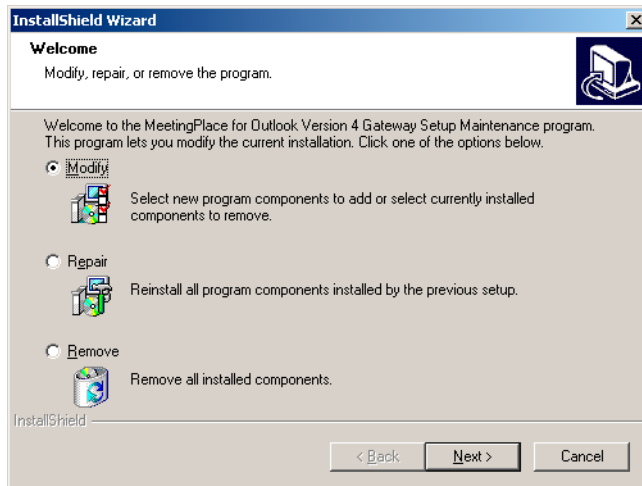 InstallShield Wizard
Welcome
Modify, repair, or remove the program.
Welcome to the MeetingPlace for Outlook Version 4 Gateway Setup Maintenance program.
This program lets you modify the current installation. Click one of the options below.
Modify
Select new program components to add or select currently installed
components to remove.
Repair
Reinstall all program components installed by the previous setup.
Remove
Remove all installed components.
InstallShield
< Back
Next >
Cancel